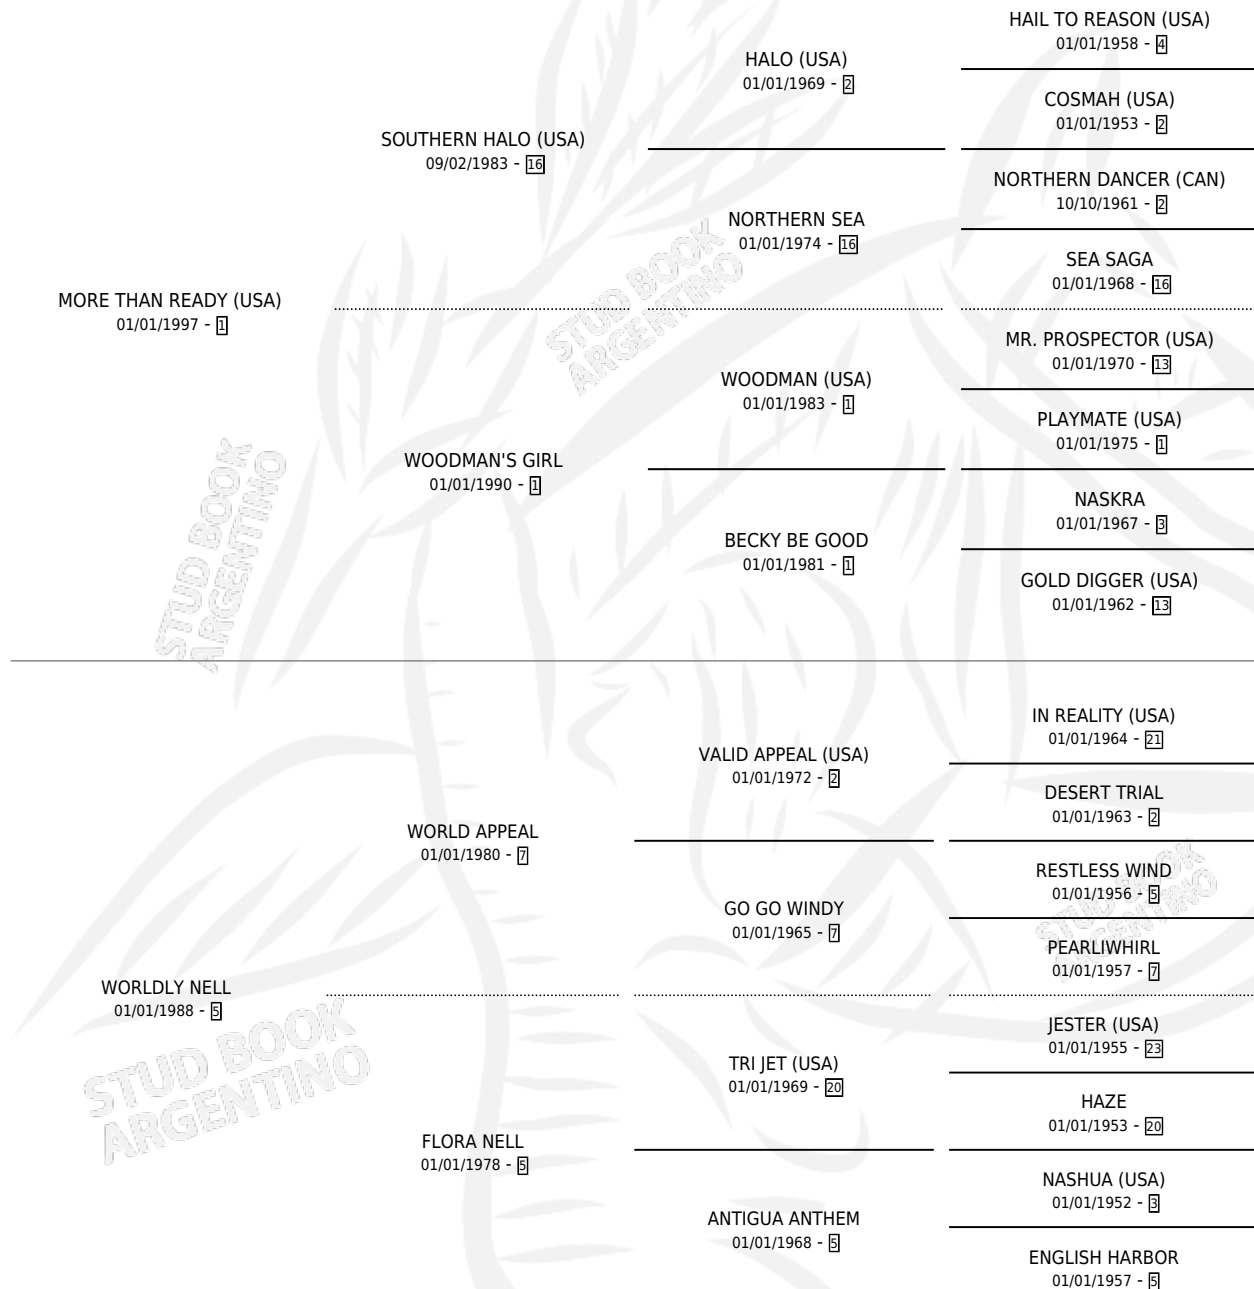 HAIL TO REASON (USA)
01/01/1958 - 4
HALO (USA)
01/01/1969 - 2
COSMAH (USA)
01/01/1953 - 2
SOUTHERN HALO (USA)
09/02/1983 - 16
NORTHERN DANCER (CAN)
10/10/1961 - 2
NORTHERN SEA
01/01/1974 - 16
SEA SAGA
01/01/1968 - 16
MORE THAN READY (USA)
01/01/1997 - 1
MR. PROSPECTOR (USA)
01/01/1970 - 13
WOODMAN (USA)
01/01/1983 - 1
PLAYMATE (USA)
01/01/1975 - 1
WOODMAN'S GIRL
01/01/1990 - 1
NASKRA
01/01/1967 - 3
BECKY BE GOOD
01/01/1981 - 1
GOLD DIGGER (USA)
01/01/1962 - 13
IN REALITY (USA)
01/01/1964 - 21
VALID APPEAL (USA)
01/01/1972 - 2
DESERT TRIAL
01/01/1963 - 2
WORLD APPEAL
01/01/1980 - 7
RESTLESS WIND
01/01/1956 - 5
GO GO WINDY
01/01/1965 - 7
PEARLIWHIRL
01/01/1957 - 7
WORLDLY NELL
01/01/1988 - 5
JESTER (USA)
01/01/1955 - 23
TRI JET (USA)
01/01/1969 - 20
HAZE
01/01/1953 - 20
FLORA NELL
01/01/1978 - 5
NASHUA (USA)
01/01/1952 - 3
ANTIGUA ANTHEM
01/01/1968 - 5
ENGLISH HARBOR
01/01/1957 - 5
STUD BOOK
ARGENTINO
STUD BOOK
ARGENTINO
STUD BOOK
ARGENTINO
STUD BOOK
ARGENTINO